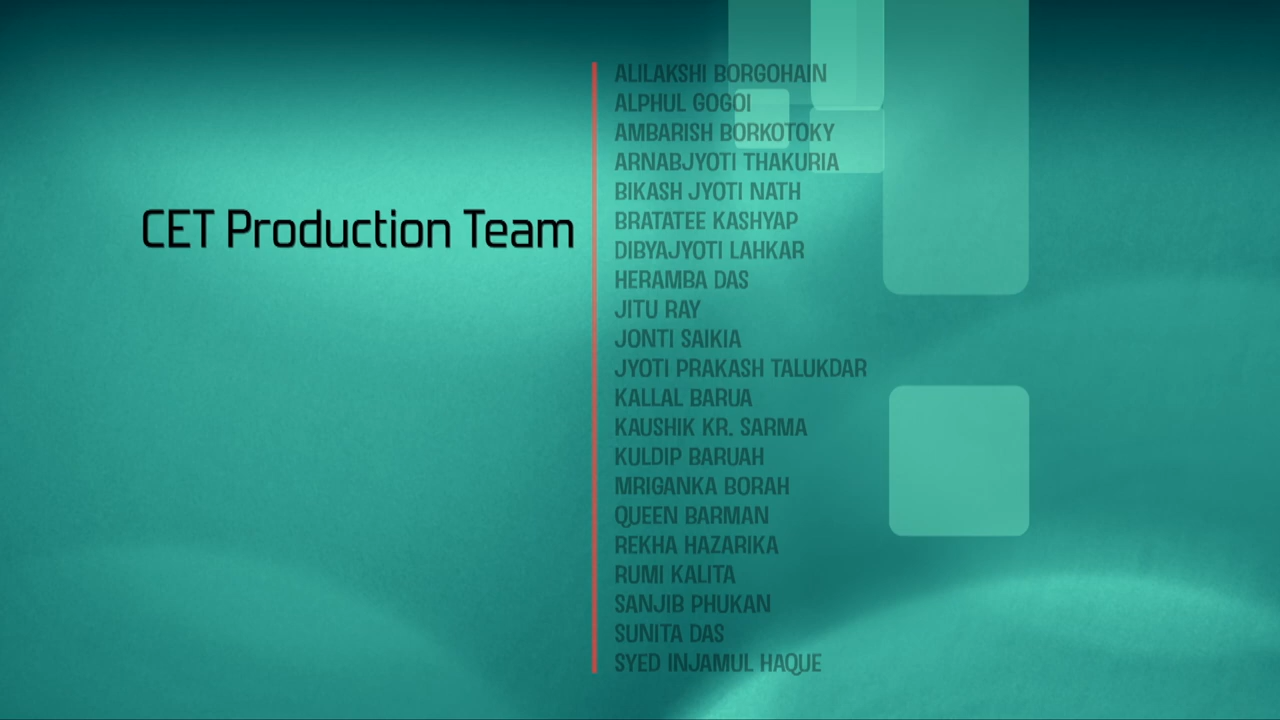 CET Production Team
ALILAKSHI BORGOHAIN
ALPHUL GOGOI
AMBARISH BORKOTOKY
ARNABJYOTI THAKURIA
BIKASH JYOTI NATH
BRATATEE KASHYAP
DIBYAJYOTI LAHKAR
HERAMBA DAS
JITU RAY
JONTI SAIKIA
JYOTI PRAKASH TALUKDAR
KALLAL BARUA
KAUSHIK KR. SARMA
KULDIP BARUAH
MRIGANKA BORAH
QUEEN BARMAN
REKHA HAZARIKA
RUMI KALITA
SANJIB PHUKAN
SUNITA DAS
SYED INJAMUL HAQUE